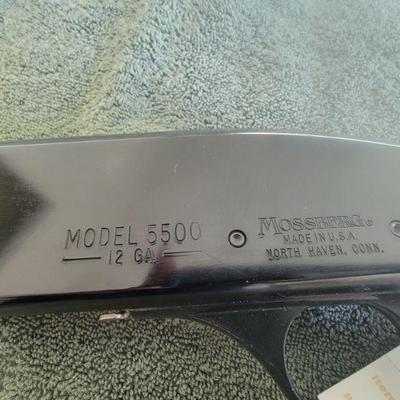 MODEL 5500
12 GA.
MOSSBERG®
MADE IN U.S.A.
NORTH HAVEN, CONN.